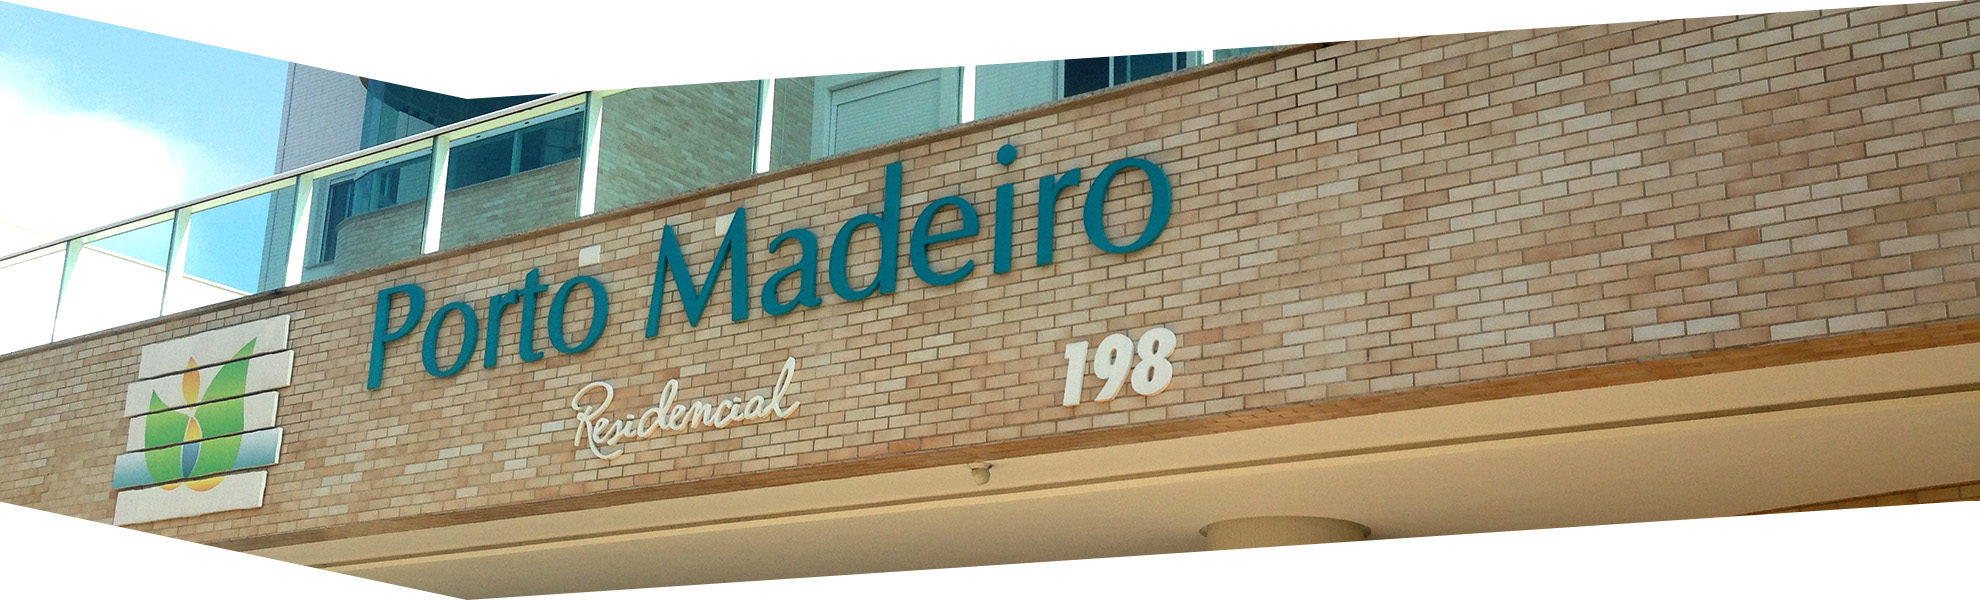 Porto Madeiro
Residencial
198